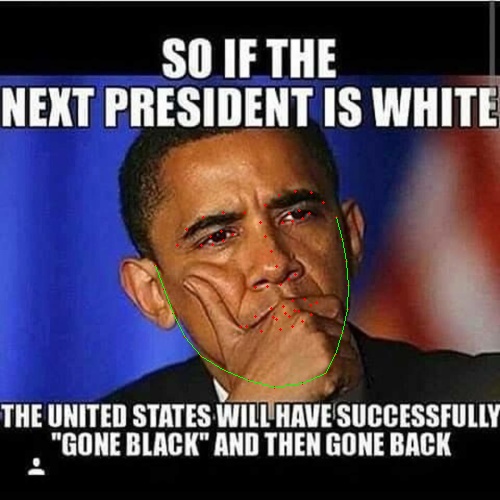 SO IF THE
NEXT PRESIDENT IS WHITE
THE UNITED STATES WILL HAVE SUCCESSFULLY
"GONE BLACK" AND THEN GONE BACK